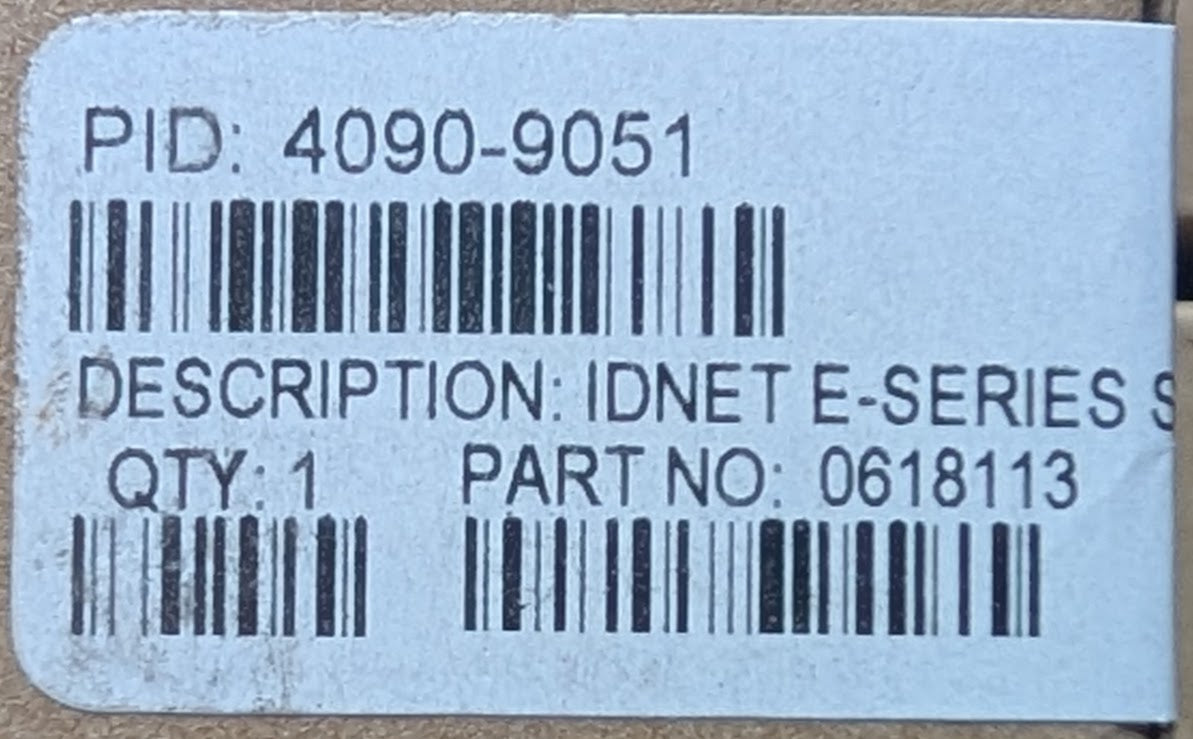 PID: 4090-9051
DESCRIPTION: IDNET E-SERIES
QTY: 1 PART NO: 0618113